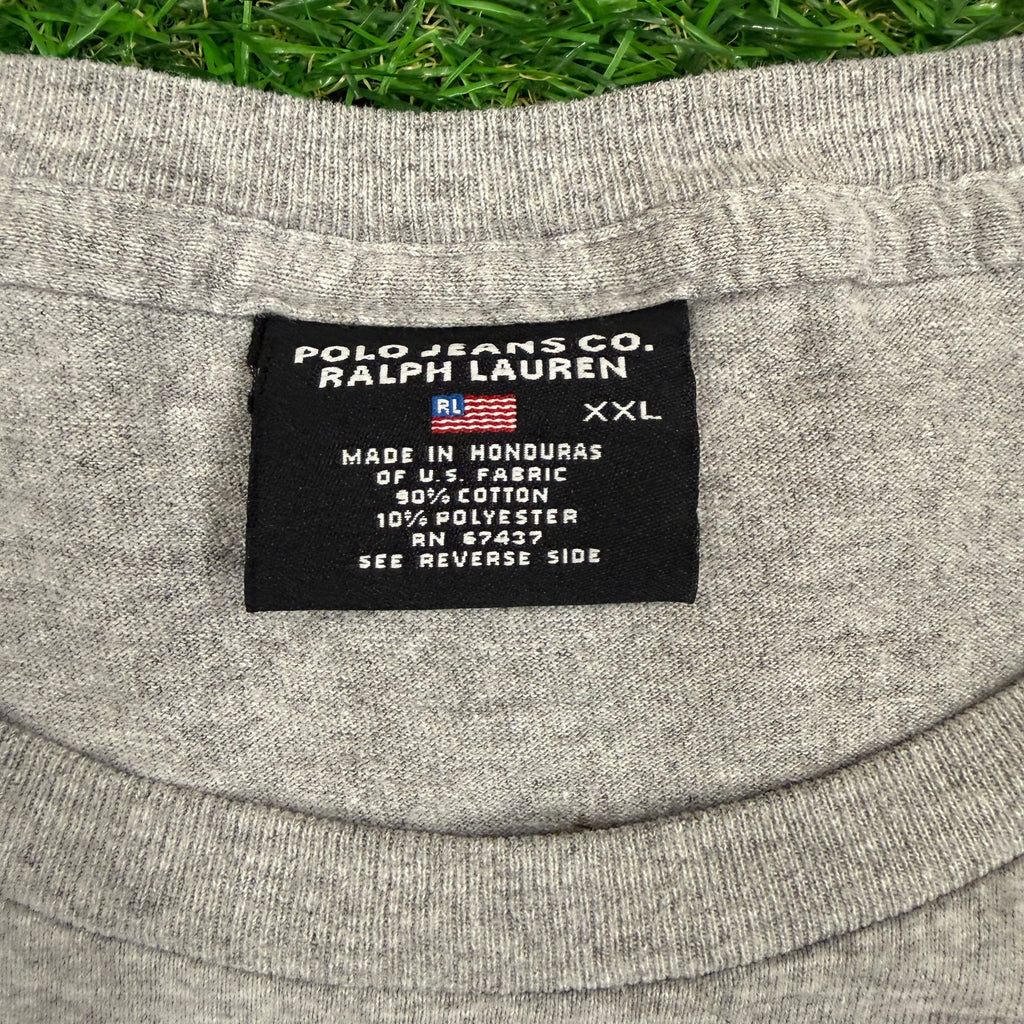 POLO JEANS CO.
RALPH LAUREN
RL
XXL
MADE IN HONDURAS
OF U.S. FABRIC
90% COTTON
10% POLYESTER
RN 67437
SEE REVERSE SIDE